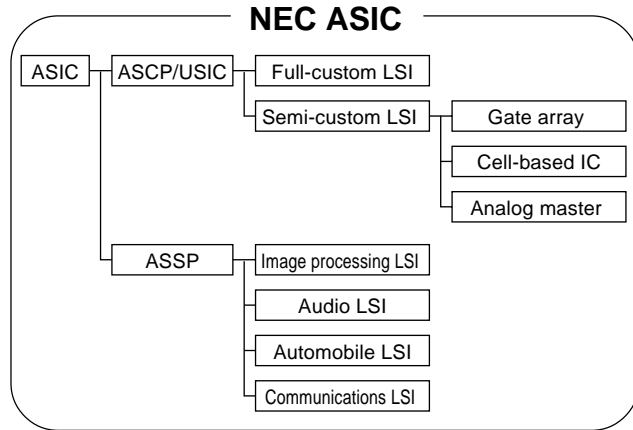 NEC ASIC
ASIC
ASCP/USIC
Full-custom LSI
Semi-custom LSI
Gate array
Cell-based IC
Analog master
ASSP
Image processing LSI
Audio LSI
Automobile LSI
Communications LSI